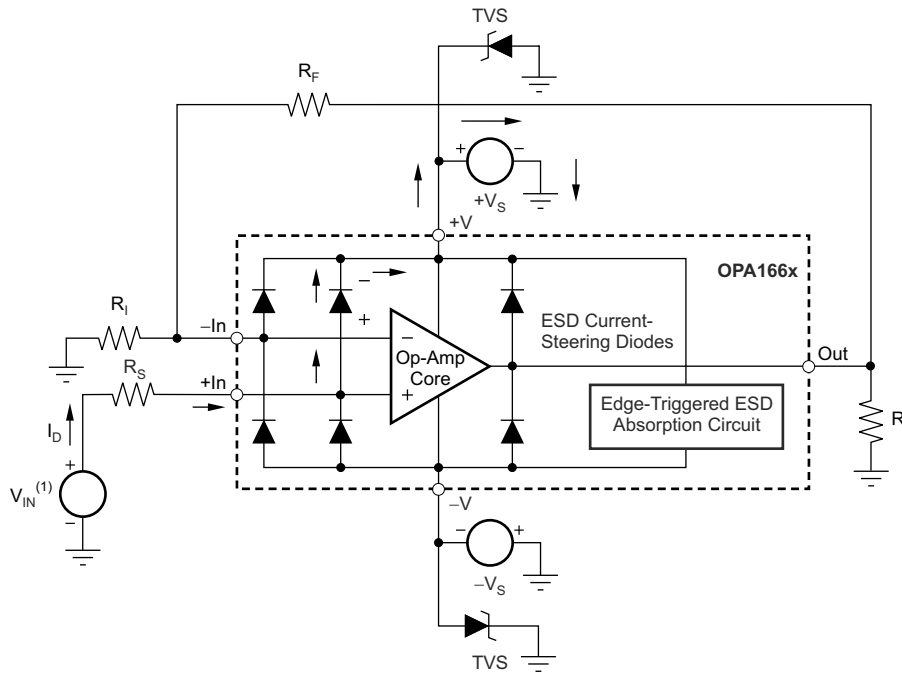 TVS
R_F
+ −
+V_S
+V
OPA166x
−
+
R_I
−In
−
Op-Amp
Core
+
ESD Current-
Steering Diodes
Out
R_S
+In
Edge-Triggered ESD
Absorption Circuit
R
I_D
+
V_IN^(1)
−
−V
− +
−V_S
TVS